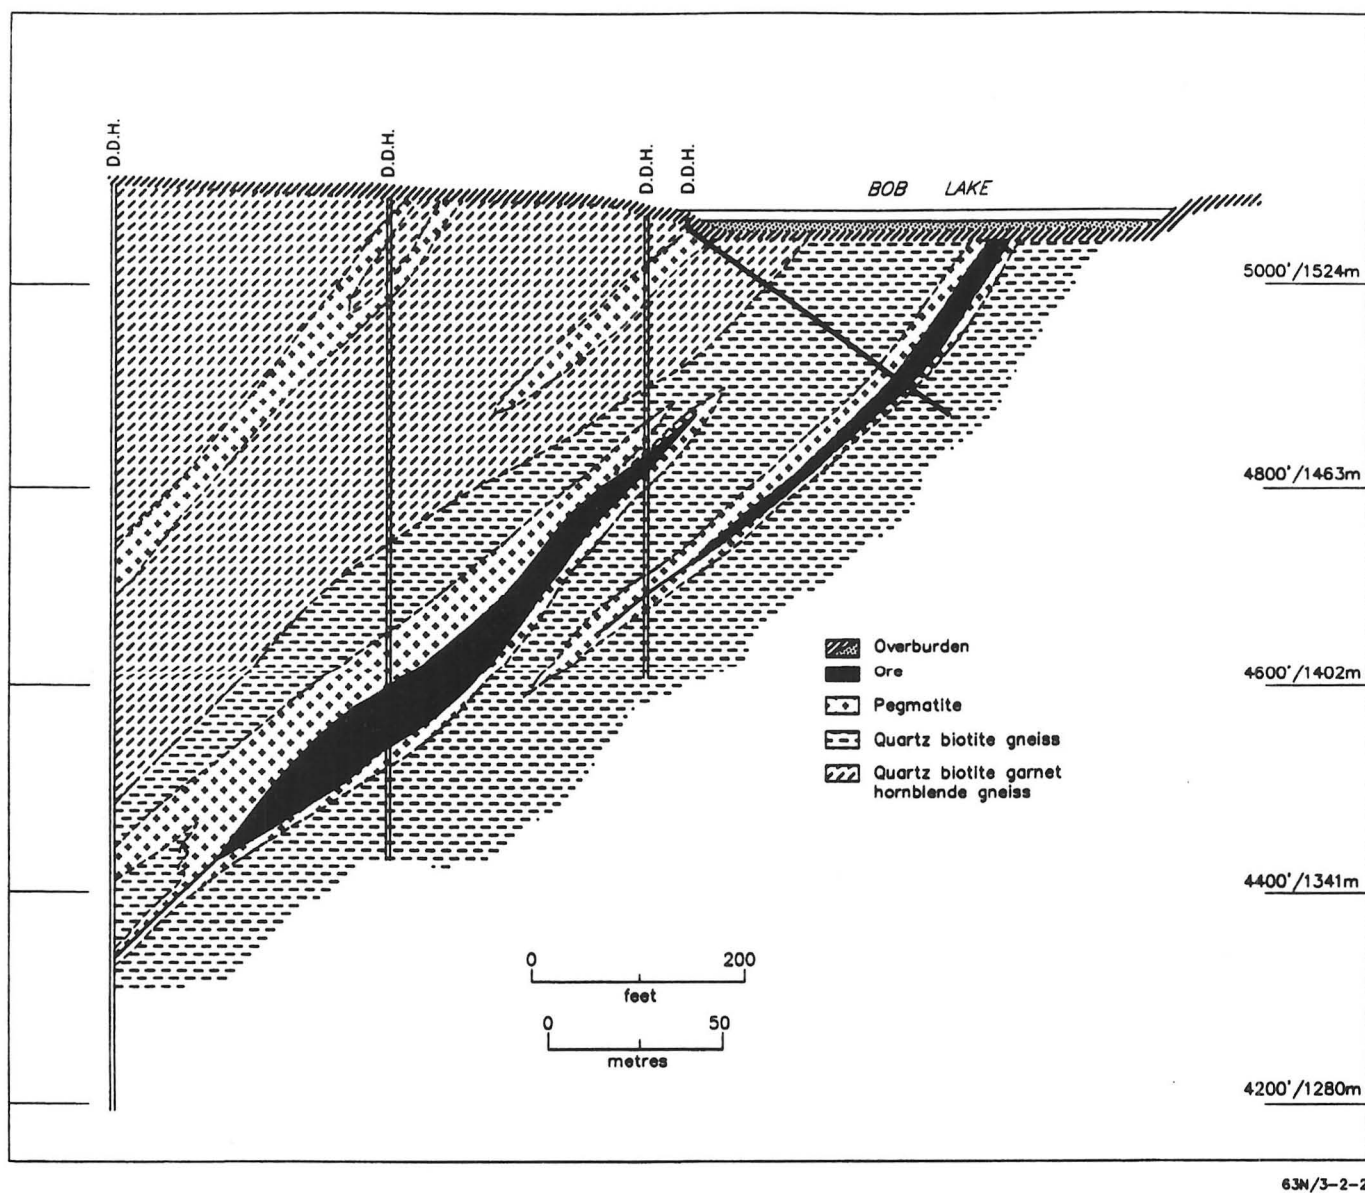 D.D.H.
D.D.H.
D.D.H.
D.D.H.
BOB LAKE
5000'/1524m
4800'/1463m
Overburden
Ore
4600'/1402m
Pegmatite
Quartz biotite gneiss
Quartz biotite garnet
hornblende gneiss
4400'/1341m
0 200
feet
0 50
metres
4200'/1280m
63N/3-2-2